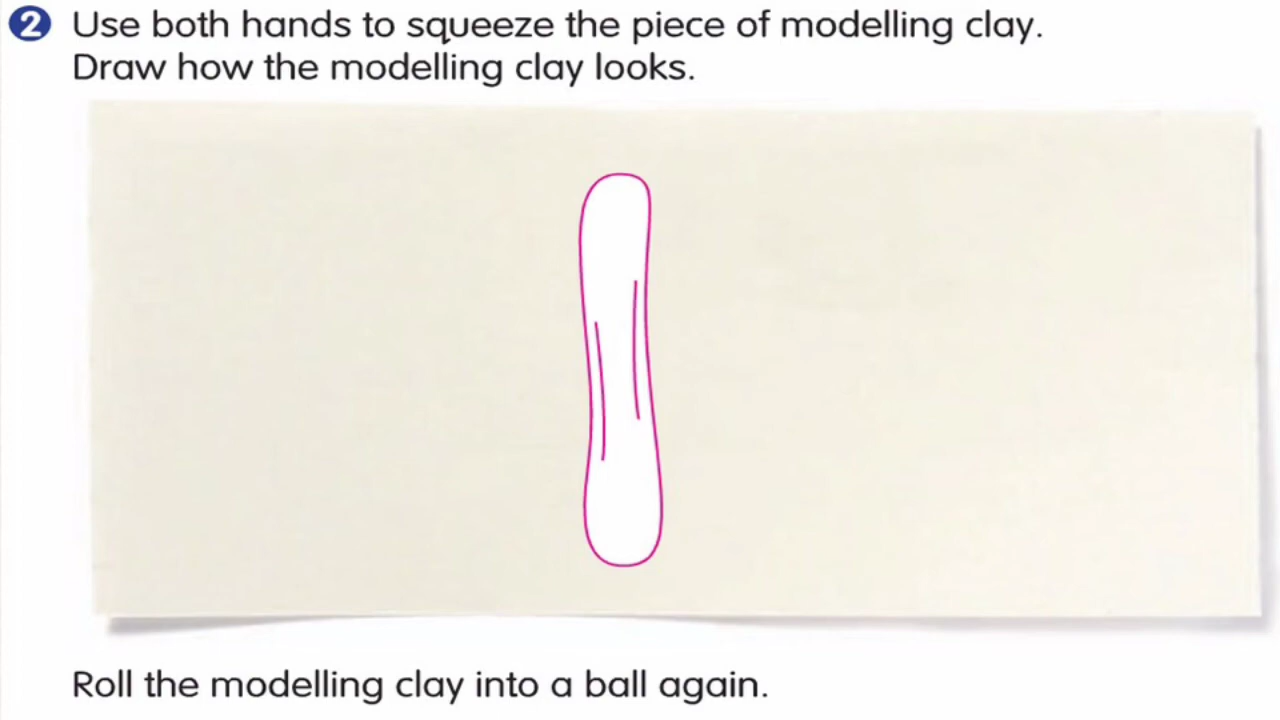 2 Use both hands to squeeze the piece of modelling clay.
Draw how the modelling clay looks.
Roll the modelling clay into a ball again.